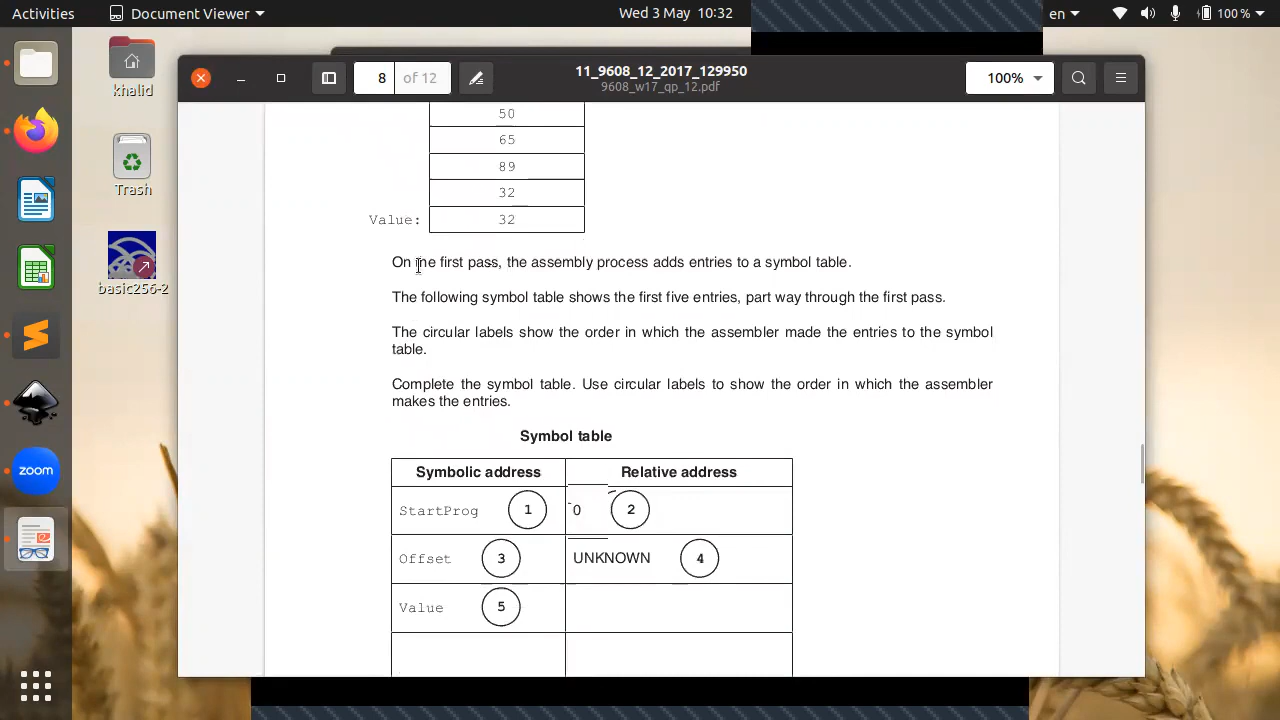 Activities
Document Viewer
Wed 3 May 10:32
en
100 %
khalid
Trash
basic256-2
zoom
8 of 12
11_9608_12_2017_129950
9608_w17_qp_12.pdf
100%
50
65
89
32
Value: 32
On the first pass, the assembly process adds entries to a symbol table.
The following symbol table shows the first five entries, part way through the first pass.
The circular labels show the order in which the assembler made the entries to the symbol
table.
Complete the symbol table. Use circular labels to show the order in which the assembler
makes the entries.
Symbol table
Symbolic address Relative address
StartProg 1 0 2
Offset 3 UNKNOWN 4
Value 5